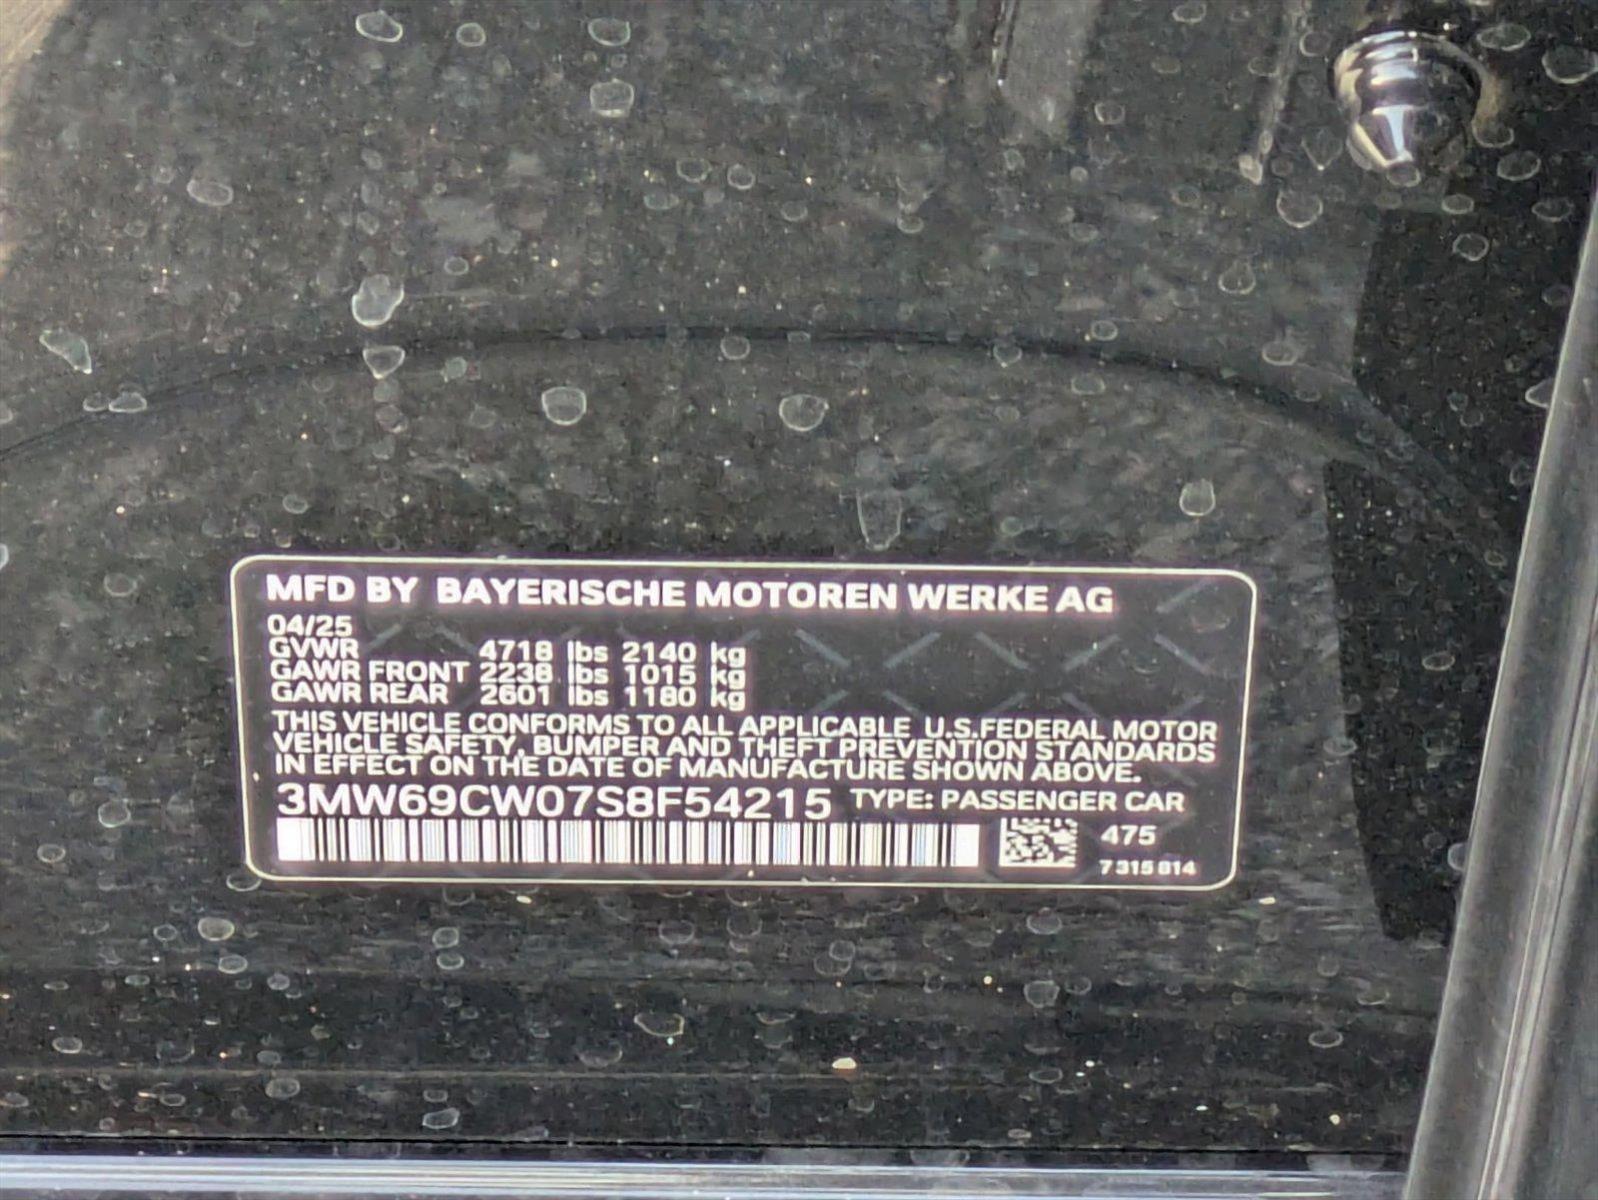 MFD BY BAYERISCHE MOTOREN WERKE AG
04/25
GVWR 4718 lbs 2140 kg
GAWR FRONT 2238 lbs 1015 kg
GAWR REAR 2601 lbs 1180 kg
THIS VEHICLE CONFORMS TO ALL APPLICABLE U.S.FEDERAL MOTOR
VEHICLE SAFETY, BUMPER AND THEFT PREVENTION STANDARDS
IN EFFECT ON THE DATE OF MANUFACTURE SHOWN ABOVE.
3MW69CW07S8F54215 TYPE: PASSENGER CAR
475
7 315 814